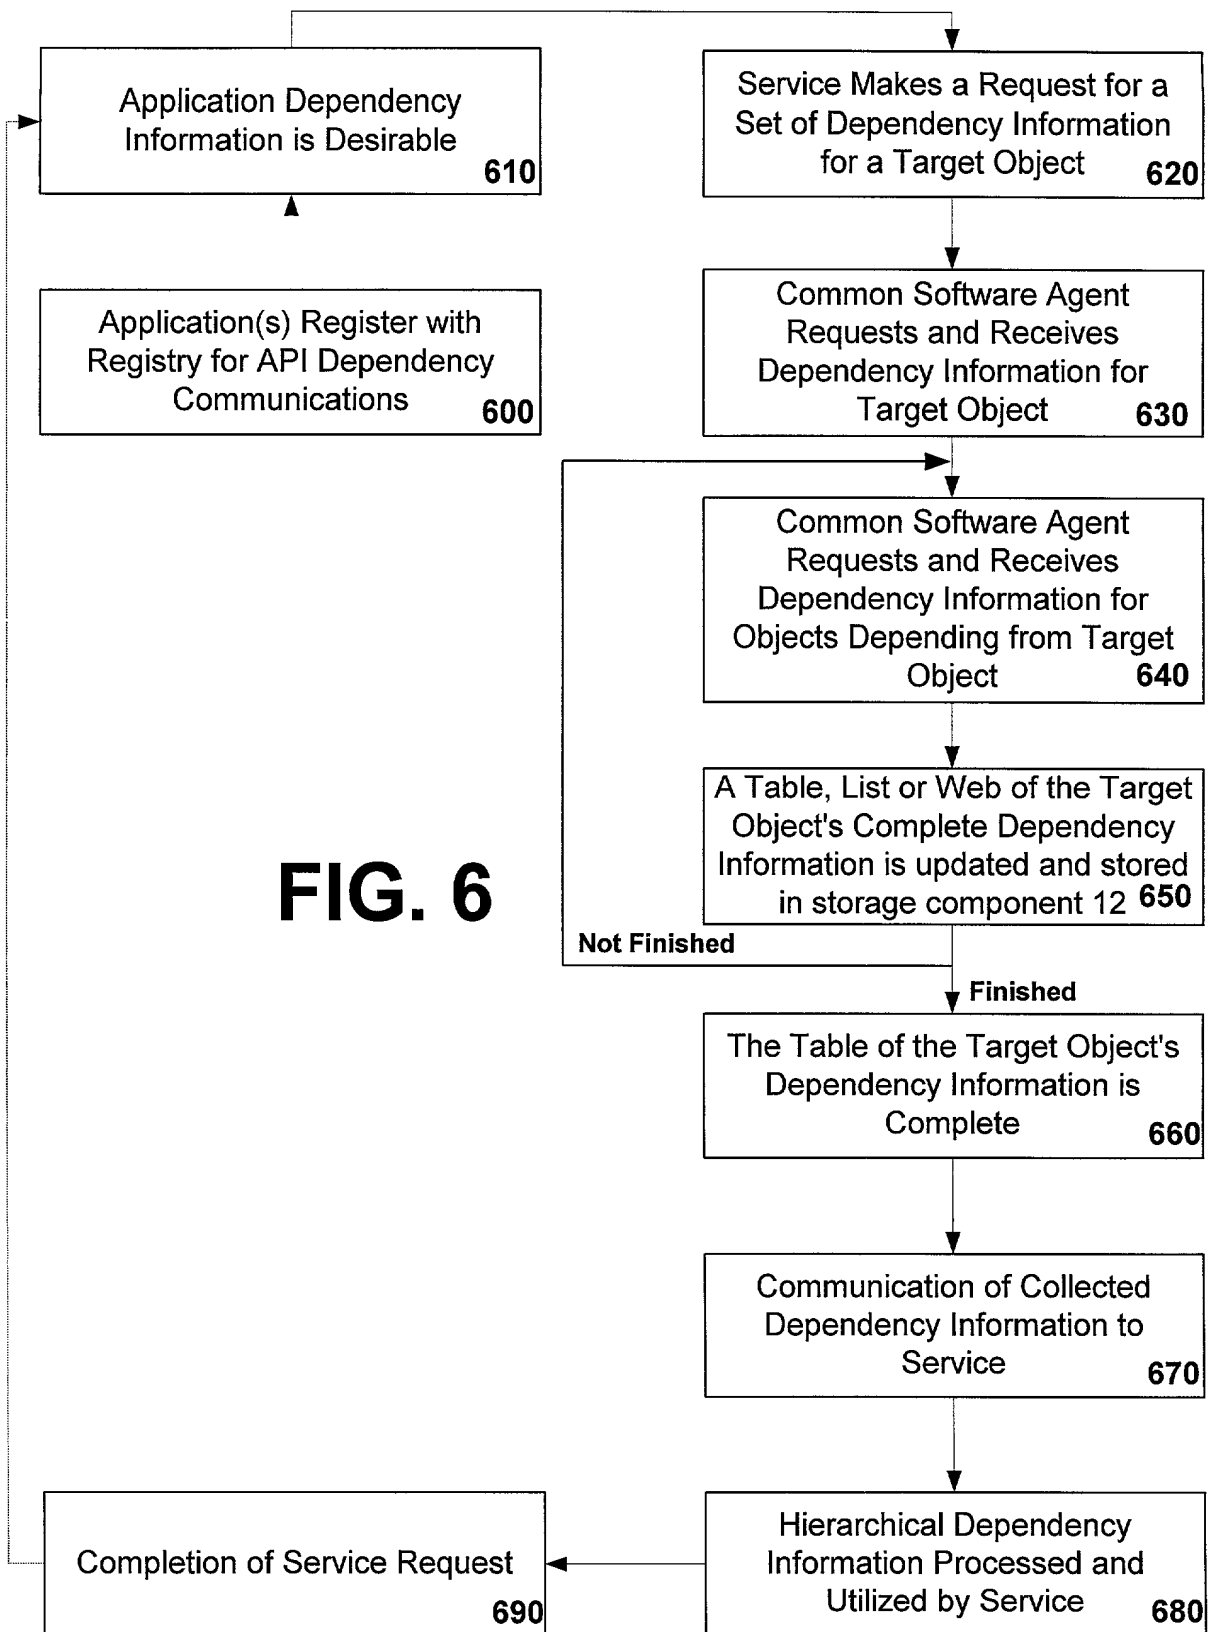 Application Dependency
Information is Desirable
610
Service Makes a Request for a
Set of Dependency Information
for a Target Object 620
Application(s) Register with
Registry for API Dependency
Communications 600
Common Software Agent
Requests and Receives
Dependency Information for
Target Object 630
Common Software Agent
Requests and Receives
Dependency Information for
Objects Depending from Target
Object 640
A Table, List or Web of the Target
Object's Complete Dependency
Information is updated and stored
in storage component 12 650
FIG. 6
Not Finished
Finished
The Table of the Target Object's
Dependency Information is
Complete 660
Communication of Collected
Dependency Information to
Service 670
Hierarchical Dependency
Information Processed and
Utilized by Service 680
Completion of Service Request
690